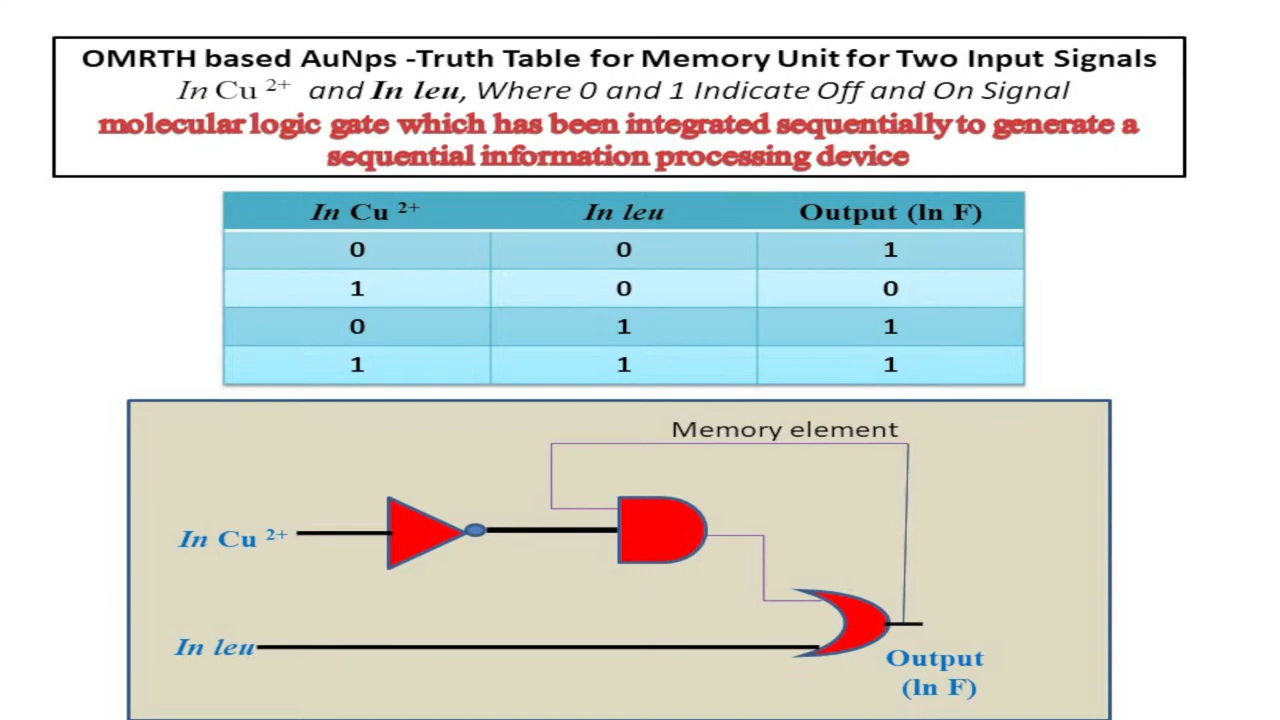 OMRTH based AuNps -Truth Table for Memory Unit for Two Input Signals
In Cu 2+ and In leu, Where 0 and 1 Indicate Off and On Signal
molecular logic gate which has been integrated sequentially to generate a
sequential information processing device
In Cu 2+ In leu Output (ln F)
0 0 1
1 0 0
0 1 1
1 1 1
Memory element
In Cu 2+
In leu
Output
(ln F)